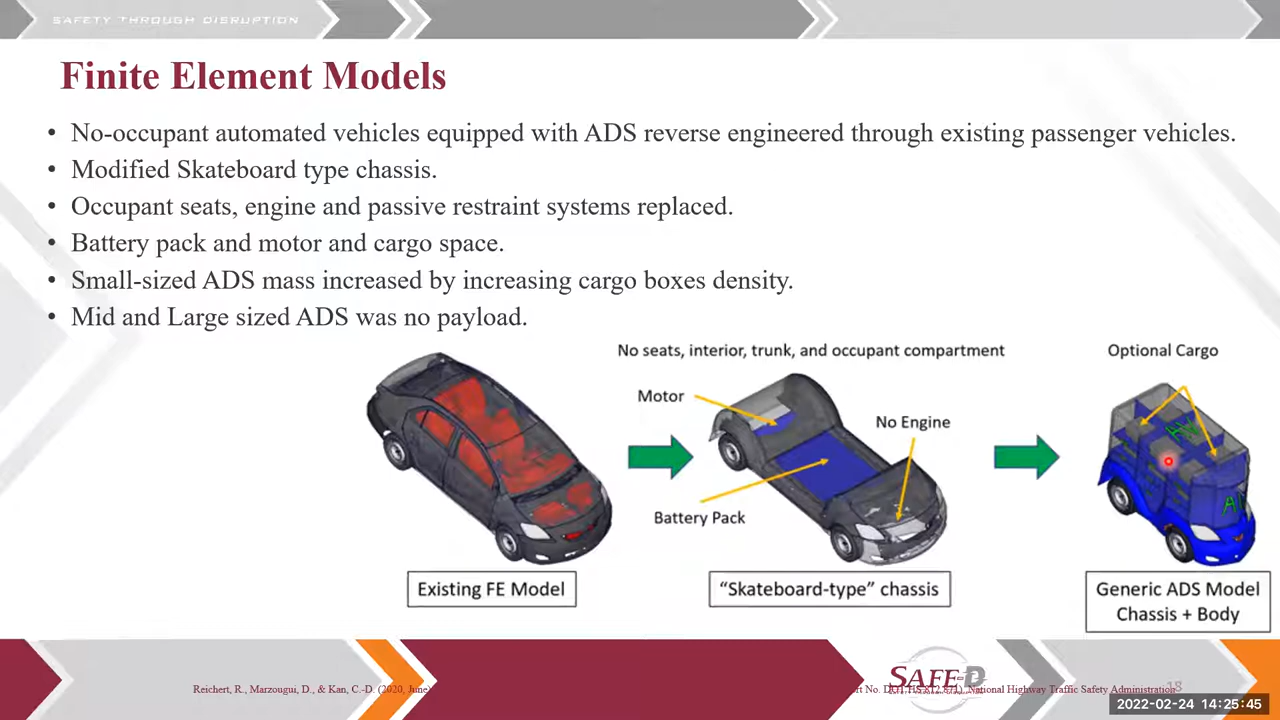 SAFETY THROUGH DISRUPTION
Finite Element Models
• No-occupant automated vehicles equipped with ADS reverse engineered through existing passenger vehicles.
• Modified Skateboard type chassis.
• Occupant seats, engine and passive restraint systems replaced.
• Battery pack and motor and cargo space.
• Small-sized ADS mass increased by increasing cargo boxes density.
• Mid and Large sized ADS was no payload.
No seats, interior, trunk, and occupant compartment
Optional Cargo
Motor
No Engine
Battery Pack
Existing FE Model
“Skateboard-type” chassis
Generic ADS Model
Chassis + Body
SAFE-D
Reichert, R., Marzougui, D., & Kan, C.-D. (2020, June)
No. National Highway Traffic Safety Administration
18
2022-02-24 14:25:45